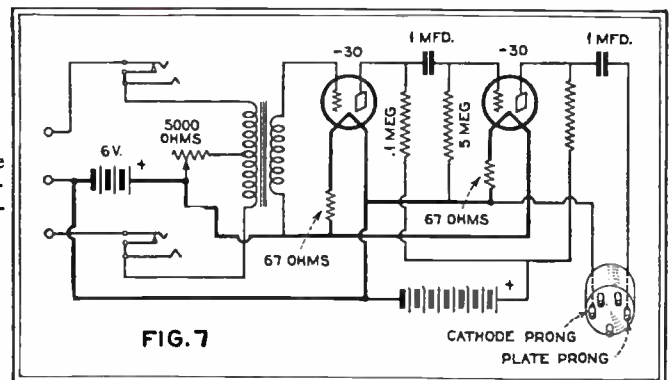 1 MFD.
1 MFD.
-30
-30
5000
OHMS
6 V.
+
.1 MEG
5 MEG
67 OHMS
67 OHMS
+
FIG.7
CATHODE PRONG
PLATE PRONG